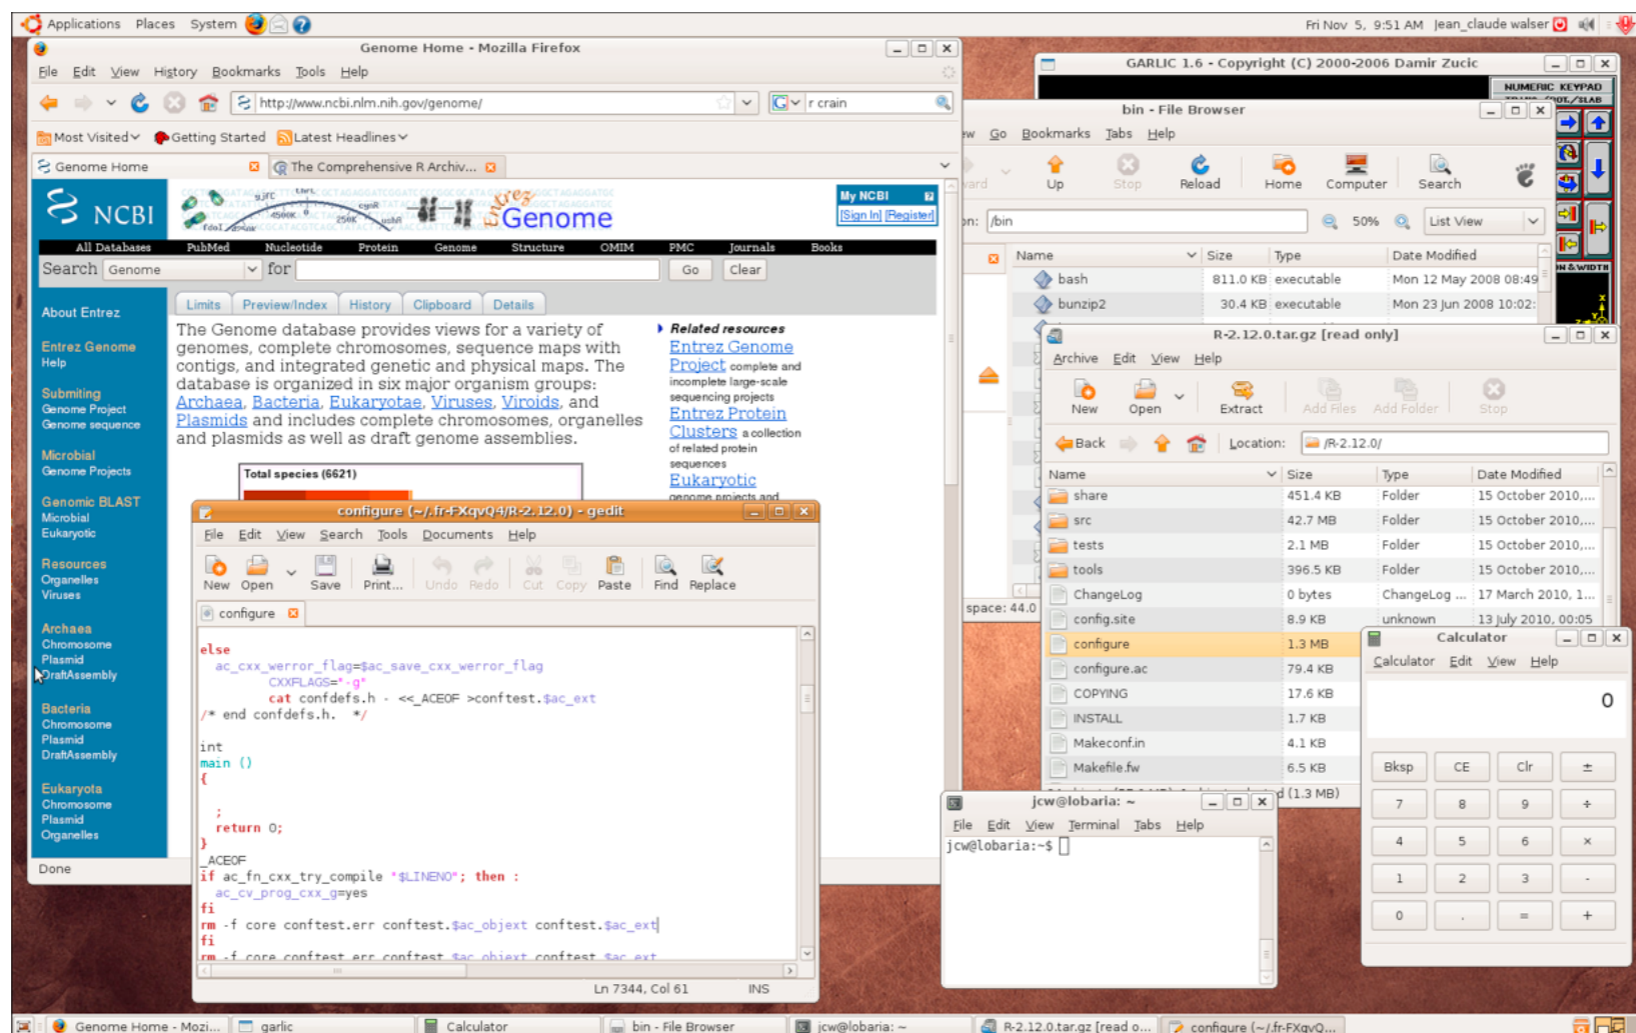 Applications Places System
Fri Nov 5, 9:51 AM jean_claude walser
Genome Home - Mozilla Firefox
File Edit View History Bookmarks Tools Help
http://www.ncbi.nlm.nih.gov/genome/
r crain
Most Visited
Getting Started
Latest Headlines
Genome Home
The Comprehensive R Archiv...
NCBI
Entrez
Genome
My NCBI
[Sign In] [Register]
All Databases PubMed Nucleotide Protein Genome Structure OMIM PMC Journals Books
Search Genome for
Go Clear
Limits Preview/Index History Clipboard Details
About Entrez
Entrez Genome
Help
Submiting
Genome Project
Genome sequence
Microbial
Genome Projects
Genomic BLAST
Microbial
Eukaryotic
Resources
Organelles
Viruses
Archaea
Chromosome
Plasmid
DraftAssembly
Bacteria
Chromosome
Plasmid
DraftAssembly
Eukaryota
Chromosome
Plasmid
Organelles
Done
The Genome database provides views for a variety of
genomes, complete chromosomes, sequence maps with
contigs, and integrated genetic and physical maps. The
database is organized in six major organism groups:
Archaea, Bacteria, Eukaryotae, Viruses, Viroids, and
Plasmids and includes complete chromosomes, organelles
and plasmids as well as draft genome assemblies.
Total species (6621)
Related resources
Entrez Genome
Project complete and
incomplete large-scale
sequencing projects
Entrez Protein
Clusters a collection
of related protein
sequences
Eukaryotic
genome projects and
configure (~/.fr-FXqvQ4/R-2.12.0) - gedit
File Edit View Search Tools Documents Help
New Open Save Print... Undo Redo Cut Copy Paste Find Replace
configure
else
ac_cxx_werror_flag=$ac_save_cxx_werror_flag
CXXFLAGS="-g"
cat confdefs.h - <<_ACEOF >conftest.$ac_ext
/* end confdefs.h. */
int
main ()
{
;
return 0;
}
_ACEOF
if ac_fn_cxx_try_compile "$LINENO"; then :
ac_cv_prog_cxx_g=yes
fi
rm -f core conftest.err conftest.$ac_objext conftest.$ac_ext
fi
rm -f core conftest.err conftest.$ac_objext conftest.$ac_ext
Ln 7344, Col 61 INS
GARLIC 1.6 - Copyright (C) 2000-2006 Damir Zucic
NUMERIC KEYPAD
bin - File Browser
Go Bookmarks Tabs Help
Up Stop Reload Home Computer Search
/bin
50% List View
Name Size Type Date Modified
bash 811.0 KB executable Mon 12 May 2008 08:49
bunzip2 30.4 KB executable Mon 23 Jun 2008 10:02:
space: 44.0
R-2.12.0.tar.gz [read only]
Archive Edit View Help
New Open Extract Add Files Add Folder Stop
Back Location: /R-2.12.0/
Name Size Type Date Modified
share 451.4 KB Folder 15 October 2010,...
src 42.7 MB Folder 15 October 2010,...
tests 2.1 MB Folder 15 October 2010,...
tools 396.5 KB Folder 15 October 2010,...
ChangeLog 0 bytes ChangeLog ... 17 March 2010, 1...
config.site 8.9 KB unknown 13 July 2010, 00:05
configure 1.3 MB
configure.ac 79.4 KB
COPYING 17.6 KB
INSTALL 1.7 KB
Makeconf.in 4.1 KB
Makefile.fw 6.5 KB
(1.3 MB)
Calculator
Calculator Edit View Help
0
Bksp CE Clr ±
7 8 9 ÷
4 5 6 ×
1 2 3 -
0 . = +
jcw@lobaria: ~
File Edit View Terminal Tabs Help
jcw@lobaria:~$
Genome Home - Mozi...
garlic
Calculator
bin - File Browser
jcw@lobaria: ~
R-2.12.0.tar.gz [read o...
configure (~/.fr-FXqvQ...